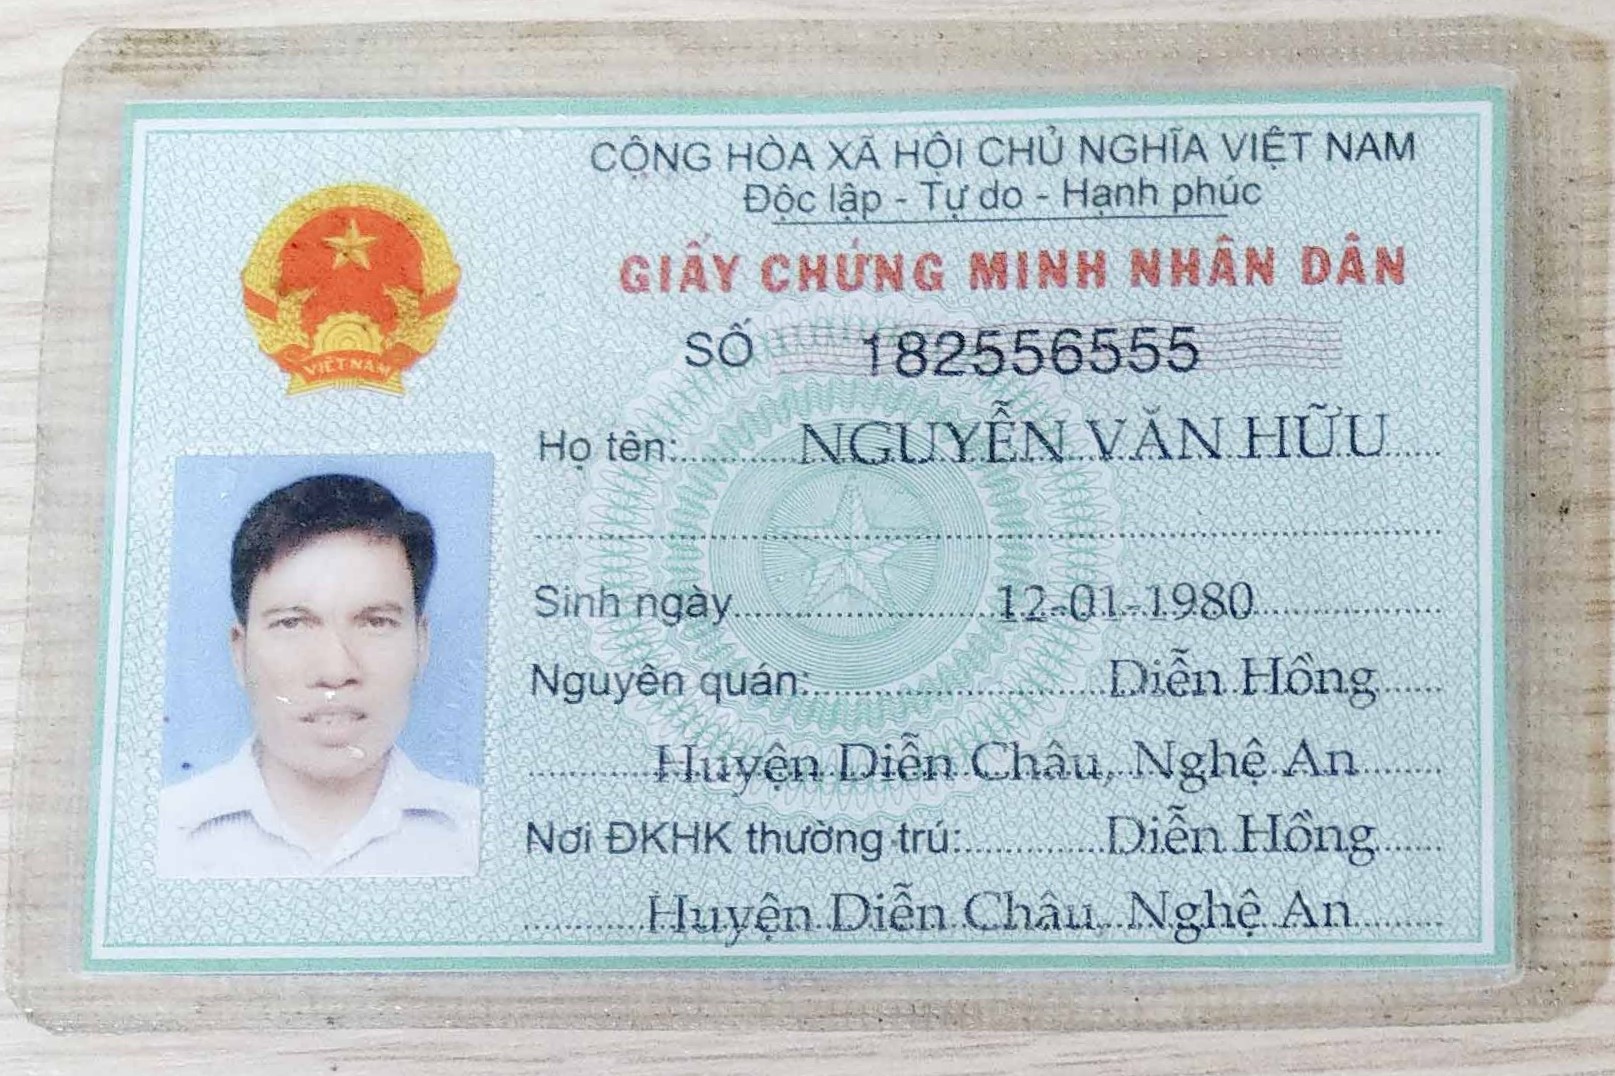 CỘNG HÒA XÃ HỘI CHỦ NGHĨA VIỆT NAM
Độc lập - Tự do - Hạnh phúc
GIẤY CHỨNG MINH NHÂN DÂN
SỐ 182556555
VIỆT NAM
Họ tên: NGUYỄN VĂN HỮU
Sinh ngày 12-01-1980
Nguyên quán: Diễn Hồng
Huyện Diễn Châu, Nghệ An
Nơi ĐKHK thường trú: Diễn Hồng
Huyện Diễn Châu, Nghệ An